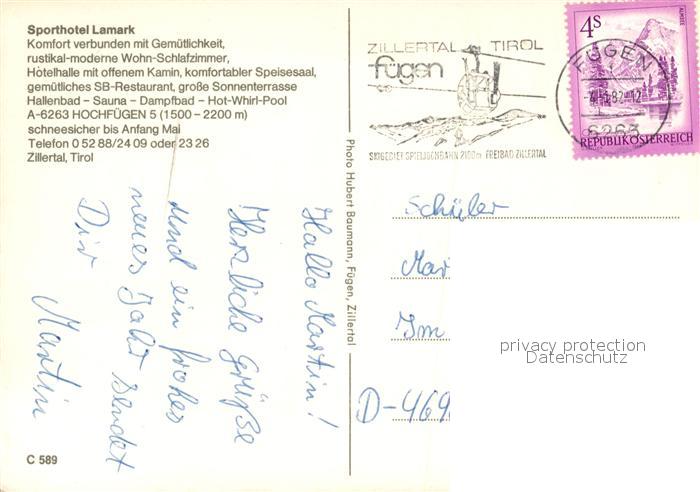 Sporthotel Lamark
Komfort verbunden mit Gemütlichkeit,
rustikal-moderne Wohn-Schlafzimmer,
Hotelhalle mit offenem Kamin, komfortabler Speisesaal,
gemütliches SB-Restaurant, große Sonnenterrasse
Hallenbad – Sauna – Dampfbad – Hot-Whirl-Pool
A-6263 HOCHFÜGEN 5 (1500 – 2200 m)
schneesicher bis Anfang Mai
Telefon 0 52 88/24 09 oder 23 26
Zillertal, Tirol
Hallo Martin!
Herzliche Grüße
und ein frohes
neues Jahr sendet
Dir
Martin
C 589
Photo Hubert Baumann, Fügen, Zillertal
ZILLERTAL TIROL
fügen
SKIGEBIET SPIELJOCHBAHN 2100m FREIBAD ZILLERTAL
4S
ALMSEE
REPUBLIK ÖSTERREICH
FÜGEN
6263
Schüler
Mar
Im
D-469
privacy protection
Datenschutz